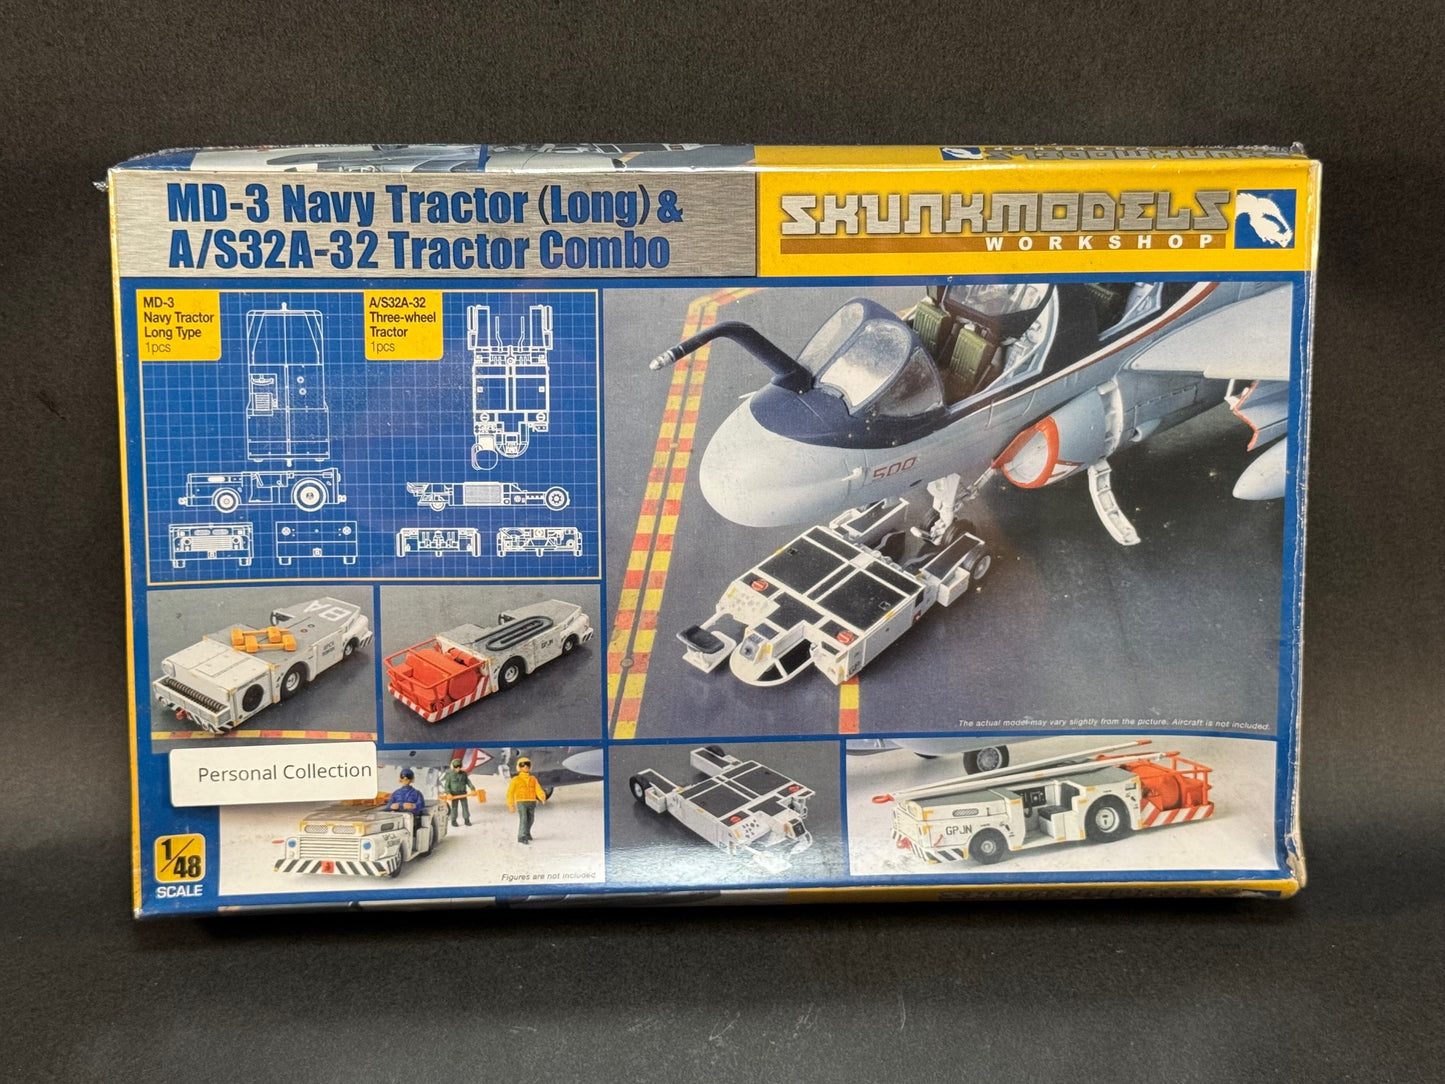 MD-3 Navy Tractor (Long) &
A/S32A-32 Tractor Combo
SKUNKMODELS
WORKSHOP
MD-3
Navy Tractor
Long Type
1pcs
A/S32A-32
Three-wheel
Tractor
1pcs
500
The actual model may vary slightly from the picture. Aircraft is not included.
8A
GPJN
Personal Collection
Figures are not included
GPJN
1/48
SCALE